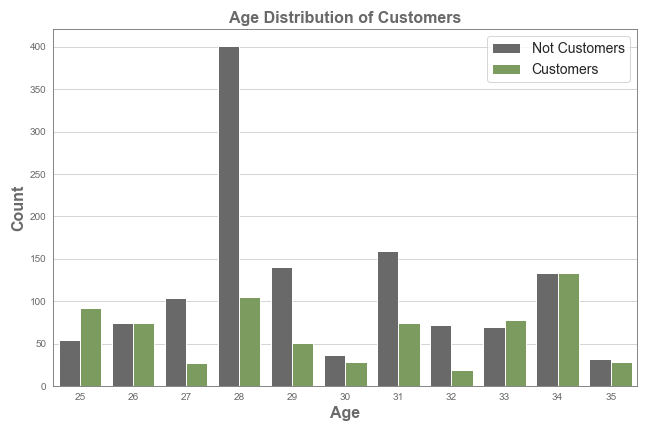 Age Distribution of Customers
Not Customers
Customers
Count
400
350
300
250
200
150
100
50
0
25 26 27 28 29 30 31 32 33 34 35
Age